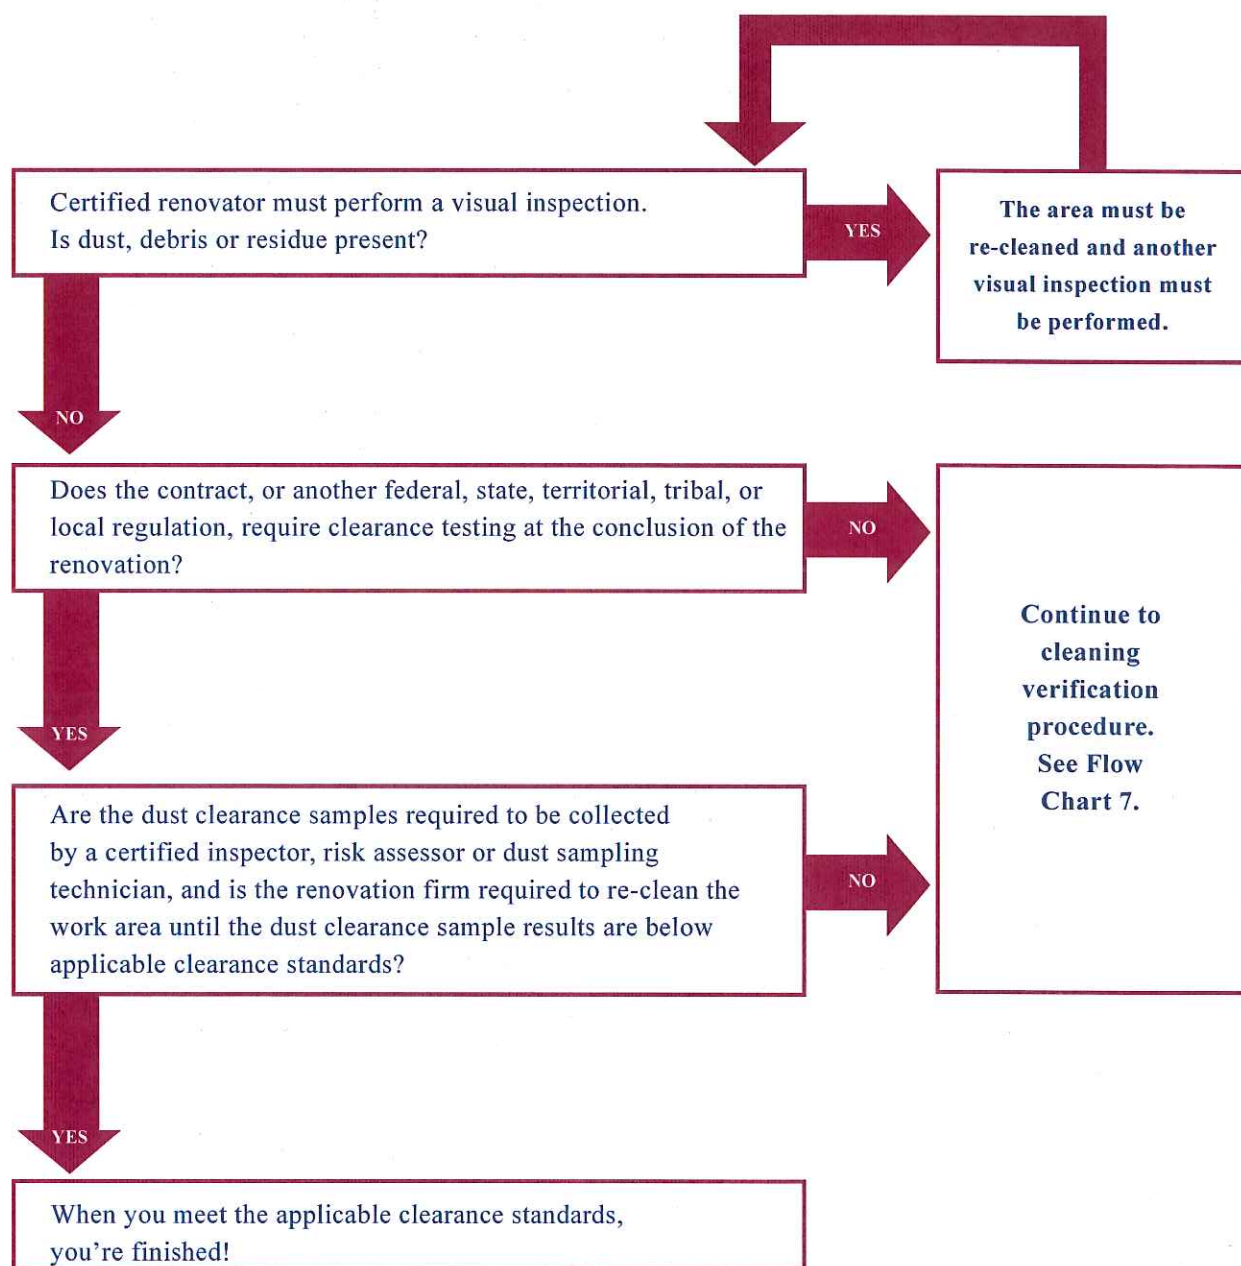 Certified renovator must perform a visual inspection.
Is dust, debris or residue present?
YES
The area must be
re-cleaned and another
visual inspection must
be performed.
NO
Does the contract, or another federal, state, territorial, tribal, or
local regulation, require clearance testing at the conclusion of the
renovation?
NO
Continue to
cleaning
verification
procedure.
See Flow
Chart 7.
YES
Are the dust clearance samples required to be collected
by a certified inspector, risk assessor or dust sampling
technician, and is the renovation firm required to re-clean the
work area until the dust clearance sample results are below
applicable clearance standards?
NO
YES
When you meet the applicable clearance standards,
you’re finished!